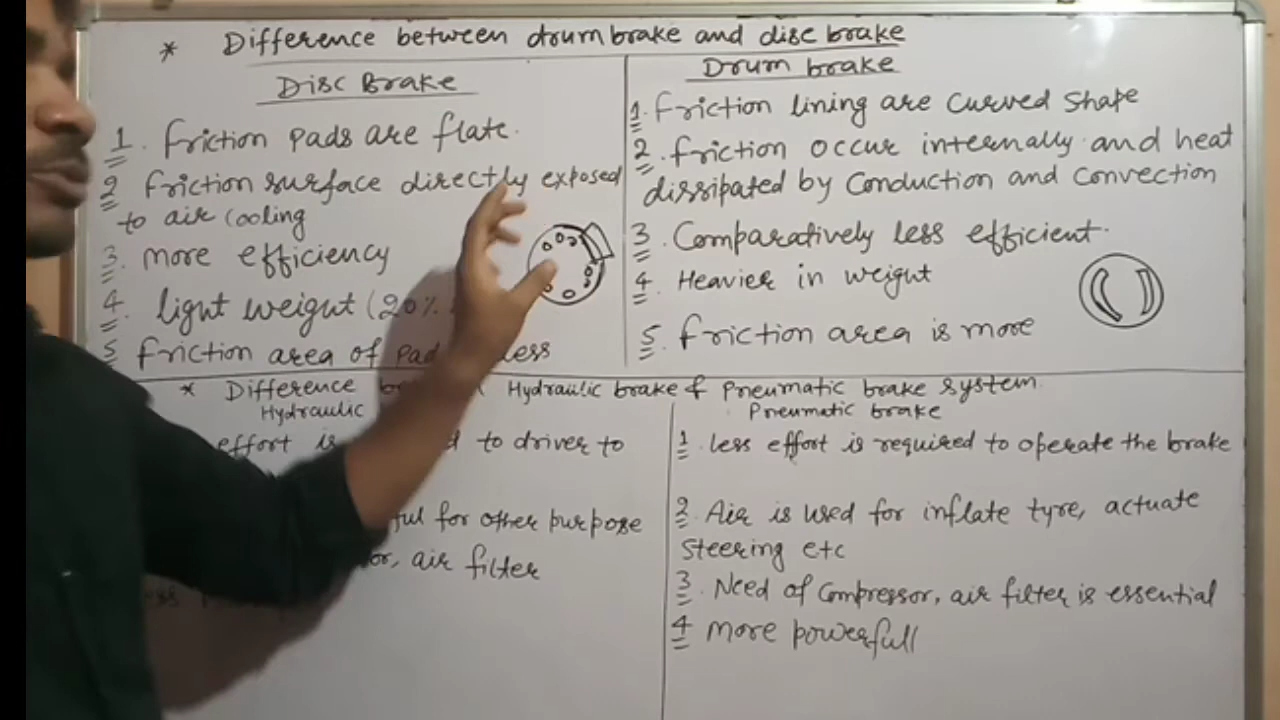 * Difference between drum brake and disc brake
Disc Brake
1. friction pads are flate.
2 friction surface directly exposed
to air cooling
3. more efficiency
4. light weight (20%
5 friction area of pad less
Drum brake
1. friction lining are curved shape
2. friction occur internally and heat
dissipated by Conduction and convection
3. Comparatively less efficient.
4. Heavier in weight
5. friction area is more
* Difference Hydraulic brake & Pneumatic brake system.
Hydraulic
effort is to driver to
for other purpose
air filter
Pneumatic brake
1. less effort is required to operate the brake
2. Air is used for inflate tyre, actuate
steering etc
3. Need of compressor, air filter is essential
4 more powerfull